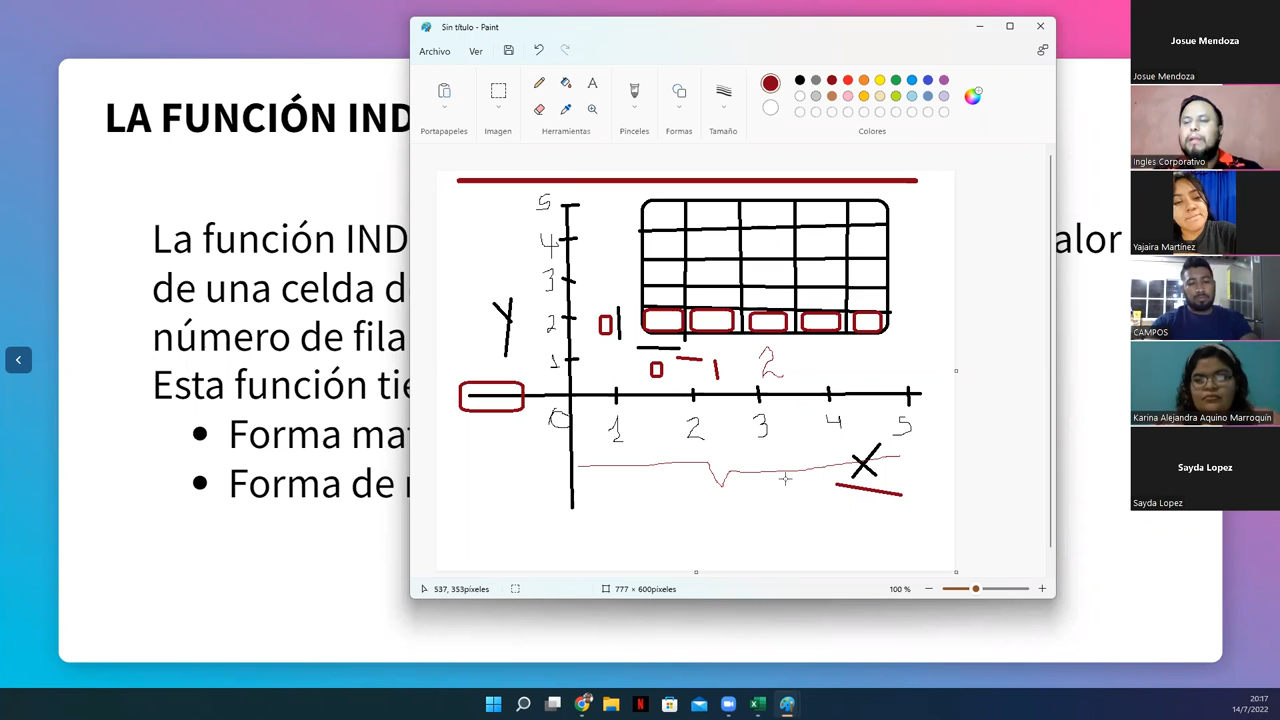 Sin título - Paint
Archivo
Ver
Portapapeles
Imagen
Herramientas
Pinceles
Formas
Tamaño
Colores
LA FUNCIÓN IND
La función IND
alor
de una celda d
número de fila
Esta función tie
• Forma mat
• Forma de
5
4
3
2
1
Y
0
0
1
2
0
1
2
3
4
5
X
537, 353píxeles
777 × 600píxeles
100 %
Josue Mendoza
Josue Mendoza
Ingles Corporativo
Yajaira Martínez
CAMPOS
Karina Alejandra Aquino Marroquín
Sayda Lopez
Sayda Lopez
20:17
14/7/2022